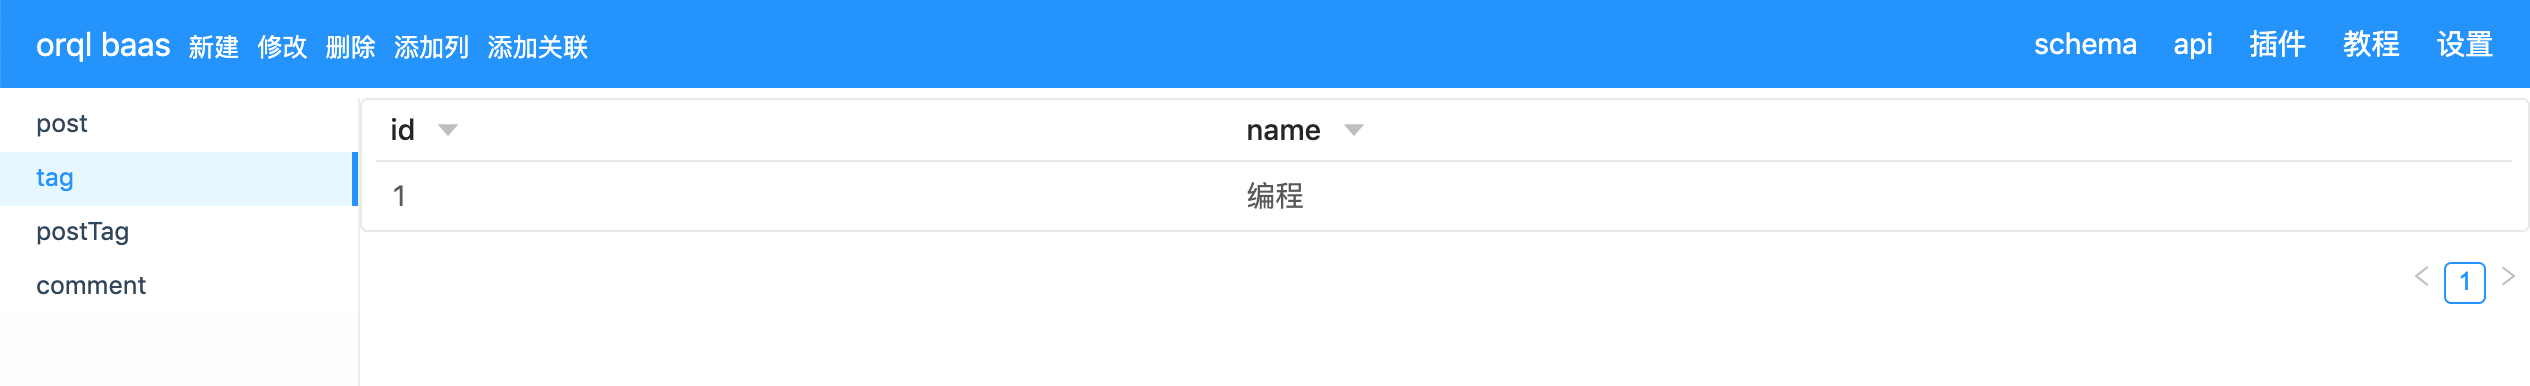 orql baas 新建 修改 删除 添加列 添加关联 schema api 插件 教程 设置
post
tag
postTag
comment
id name
1 编程
1